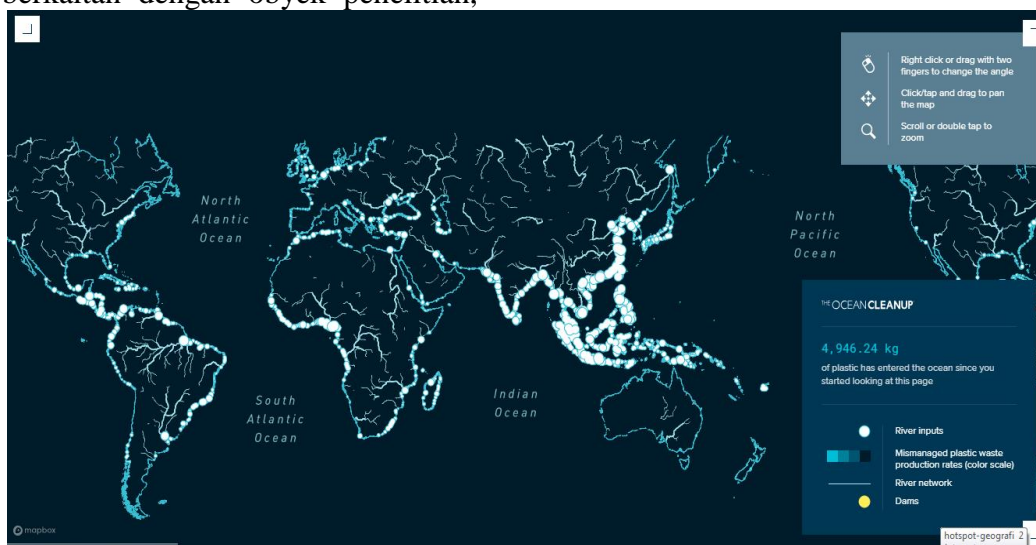 berkaitan dengan obyek penelitian,
Right click or drag with two
fingers to change the angle
Click/tap and drag to pan
the map
Scroll or double tap to
zoom
North
Atlantic
Ocean
North
Pacific
Ocean
South
Atlantic
Ocean
Indian
Ocean
THE OCEAN CLEANUP
4,946.24 kg
of plastic has entered the ocean since you
started looking at this page
River inputs
Mismanaged plastic waste
production rates (color scale)
River network
Dams
mapbox
hotspot-geografi 2